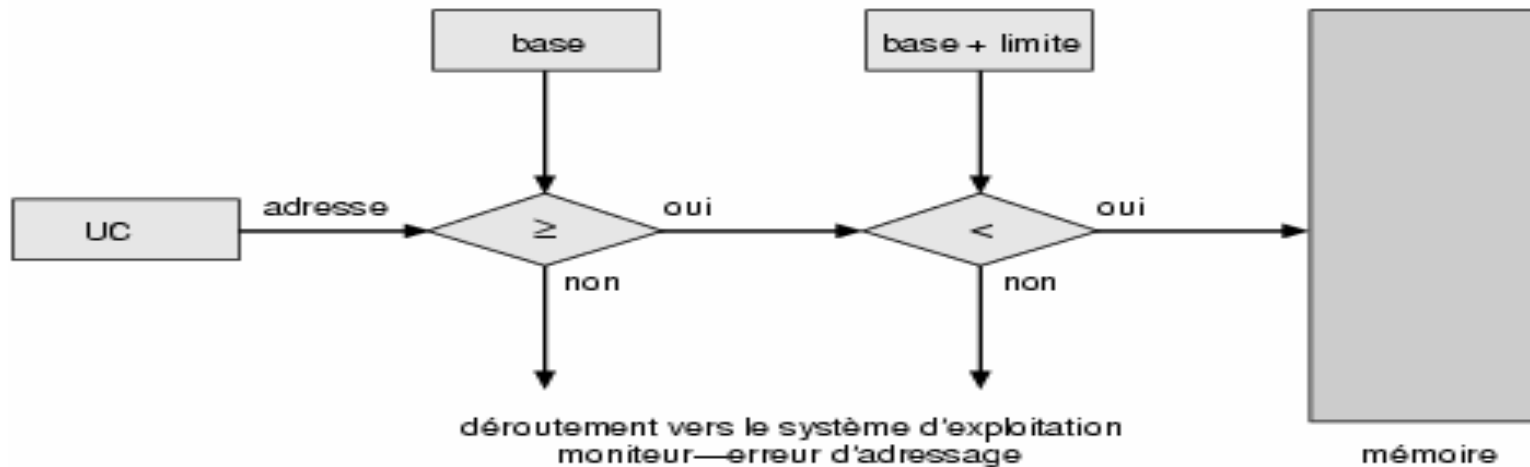 base
base + limite
UC
adresse
≥
oui
<
oui
non
non
déroutement vers le système d'exploitation
moniteur—erreur d'adressage
mémoire